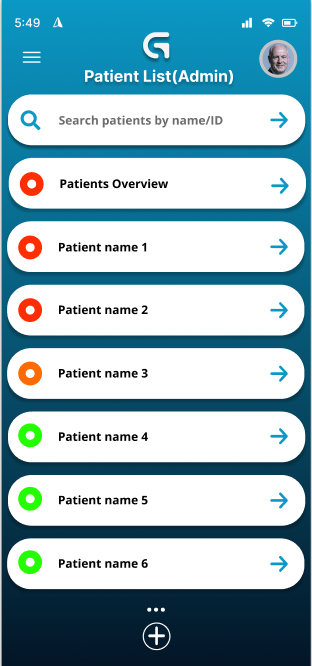 5:49
Patient List(Admin)
Search patients by name/ID
Patients Overview
Patient name 1
Patient name 2
Patient name 3
Patient name 4
Patient name 5
Patient name 6